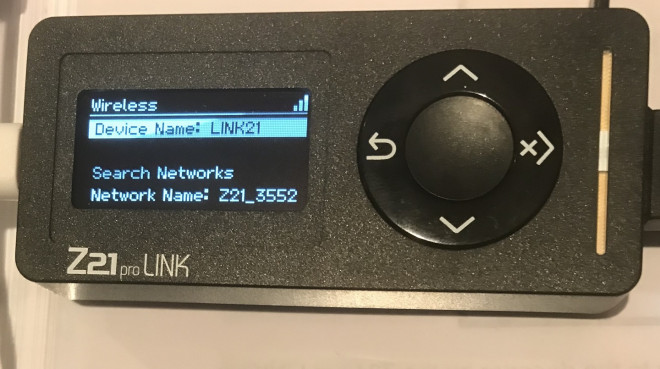 Wireless
Device Name: LINK21
Search Networks
Network Name: Z21_3552
Z21 pro LINK